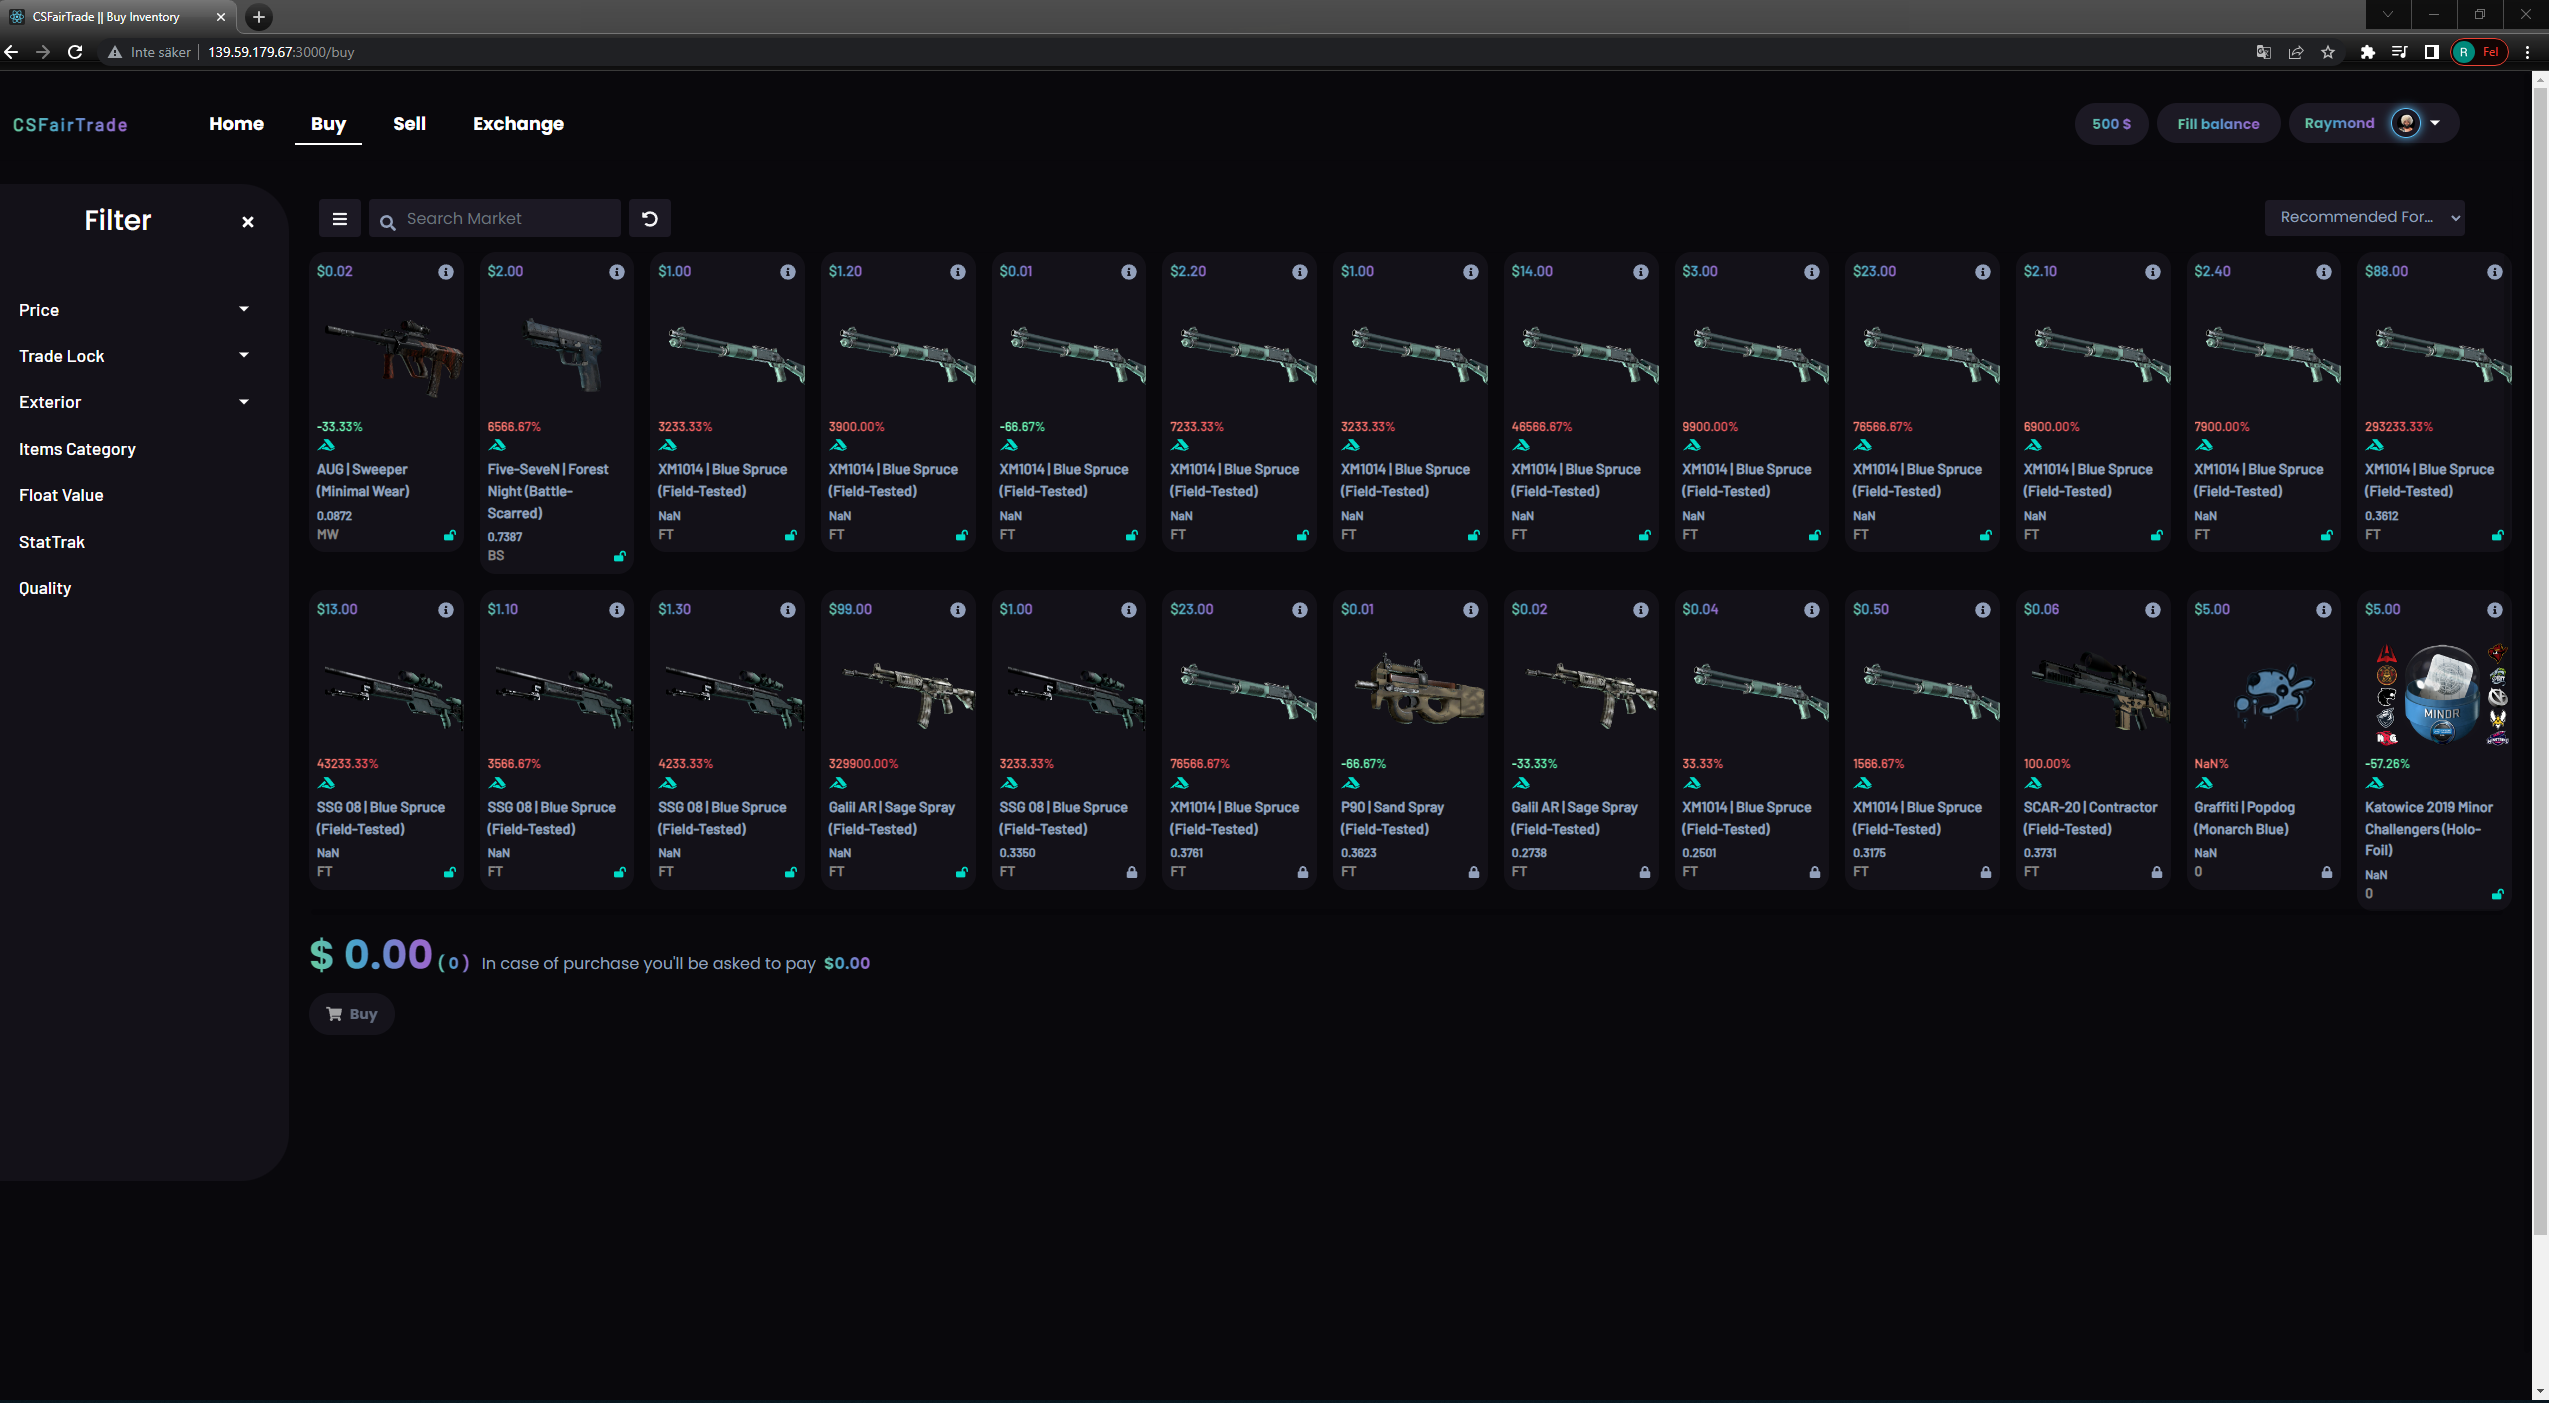 CSFairTrade || Buy Inventory
Inte säker
139.59.179.67:3000/buy
R Fel
CSFairTrade
Home
Buy
Sell
Exchange
500 $
Fill balance
Raymond
Filter
Price
Trade Lock
Exterior
Items Category
Float Value
StatTrak
Quality
Search Market
Recommended For...
$0.02
-33.33%
AUG | Sweeper
(Minimal Wear)
0.0872
MW
$2.00
6566.67%
Five-SeveN | Forest
Night (Battle-
Scarred)
0.7387
BS
$1.00
3233.33%
XM1014 | Blue Spruce
(Field-Tested)
NaN
FT
$1.20
3900.00%
XM1014 | Blue Spruce
(Field-Tested)
NaN
FT
$0.01
-66.67%
XM1014 | Blue Spruce
(Field-Tested)
NaN
FT
$2.20
7233.33%
XM1014 | Blue Spruce
(Field-Tested)
NaN
FT
$1.00
3233.33%
XM1014 | Blue Spruce
(Field-Tested)
NaN
FT
$14.00
46566.67%
XM1014 | Blue Spruce
(Field-Tested)
NaN
FT
$3.00
9900.00%
XM1014 | Blue Spruce
(Field-Tested)
NaN
FT
$23.00
76566.67%
XM1014 | Blue Spruce
(Field-Tested)
NaN
FT
$2.10
6900.00%
XM1014 | Blue Spruce
(Field-Tested)
NaN
FT
$2.40
7900.00%
XM1014 | Blue Spruce
(Field-Tested)
NaN
FT
$88.00
293233.33%
XM1014 | Blue Spruce
(Field-Tested)
0.3612
FT
$13.00
43233.33%
SSG 08 | Blue Spruce
(Field-Tested)
NaN
FT
$1.10
3566.67%
SSG 08 | Blue Spruce
(Field-Tested)
NaN
FT
$1.30
4233.33%
SSG 08 | Blue Spruce
(Field-Tested)
NaN
FT
$99.00
329900.00%
Galil AR | Sage Spray
(Field-Tested)
NaN
FT
$1.00
3233.33%
SSG 08 | Blue Spruce
(Field-Tested)
0.3350
FT
$23.00
76566.67%
XM1014 | Blue Spruce
(Field-Tested)
0.3761
FT
$0.01
-66.67%
P90 | Sand Spray
(Field-Tested)
0.3623
FT
$0.02
-33.33%
Galil AR | Sage Spray
(Field-Tested)
0.2738
FT
$0.04
33.33%
XM1014 | Blue Spruce
(Field-Tested)
0.2501
FT
$0.50
1566.67%
XM1014 | Blue Spruce
(Field-Tested)
0.3175
FT
$0.06
100.00%
SCAR-20 | Contractor
(Field-Tested)
0.3731
FT
$5.00
NaN%
Graffiti | Popdog
(Monarch Blue)
NaN
0
$5.00
MINOR
-57.26%
Katowice 2019 Minor
Challengers (Holo-
Foil)
NaN
0
$ 0.00 ( 0 ) In case of purchase you'll be asked to pay $0.00
Buy